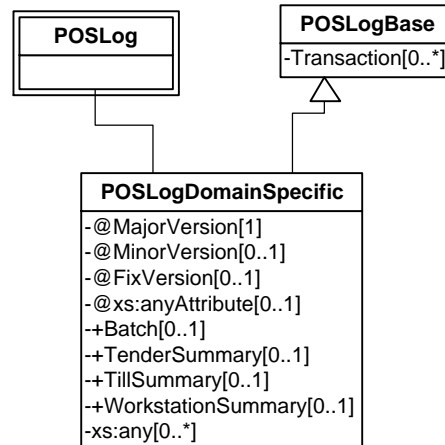 POSLog
POSLogBase
-Transaction[0..*]
POSLogDomainSpecific
-@MajorVersion[1]
-@MinorVersion[0..1]
-@FixVersion[0..1]
-@xs:anyAttribute[0..1]
-+Batch[0..1]
-+TenderSummary[0..1]
-+TillSummary[0..1]
-+WorkstationSummary[0..1]
-xs:any[0..*]